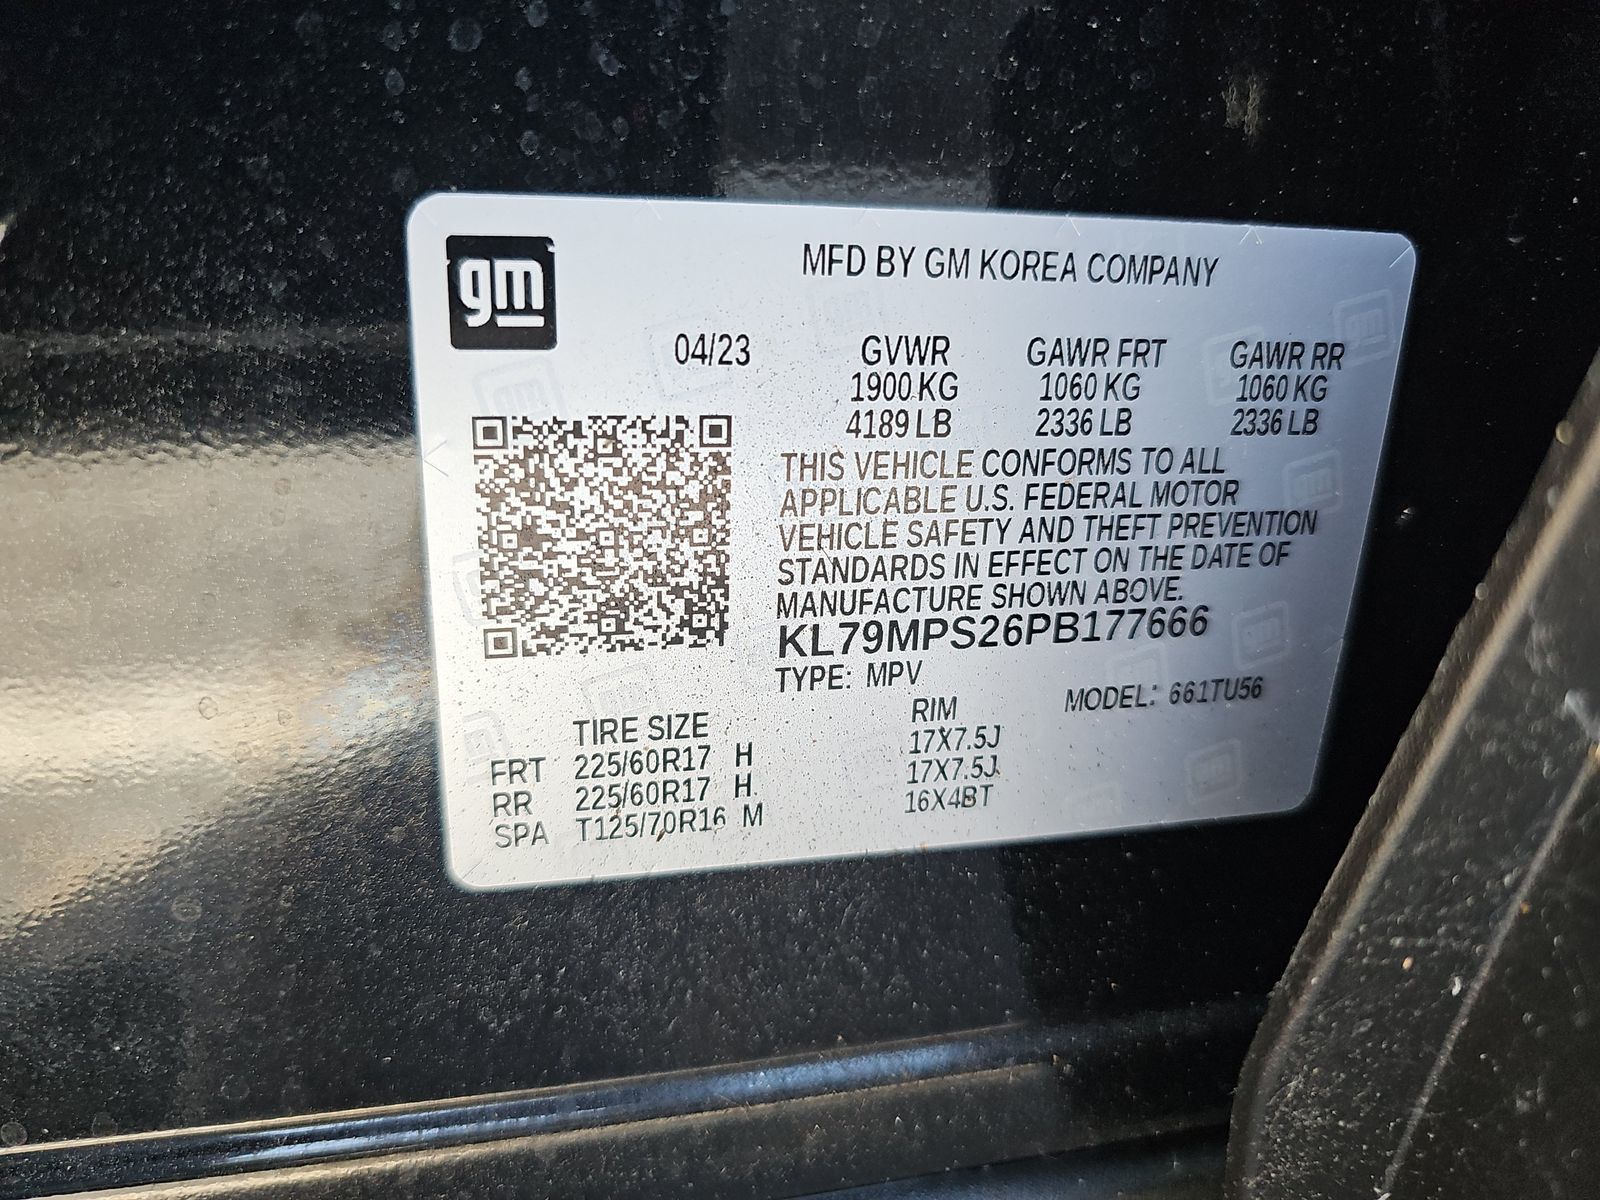 gm
MFD BY GM KOREA COMPANY
04/23 GVWR GAWR FRT GAWR RR
1900 KG 1060 KG 1060 KG
4189 LB 2336 LB 2336 LB
THIS VEHICLE CONFORMS TO ALL
APPLICABLE U.S. FEDERAL MOTOR
VEHICLE SAFETY AND THEFT PREVENTION
STANDARDS IN EFFECT ON THE DATE OF
MANUFACTURE SHOWN ABOVE.
KL79MPS26PB177666
TYPE: MPV MODEL: 661TU56
TIRE SIZE RIM
FRT 225/60R17 H 17X7.5J
RR 225/60R17 H 17X7.5J
SPA T125/70R16 M 16X4BT